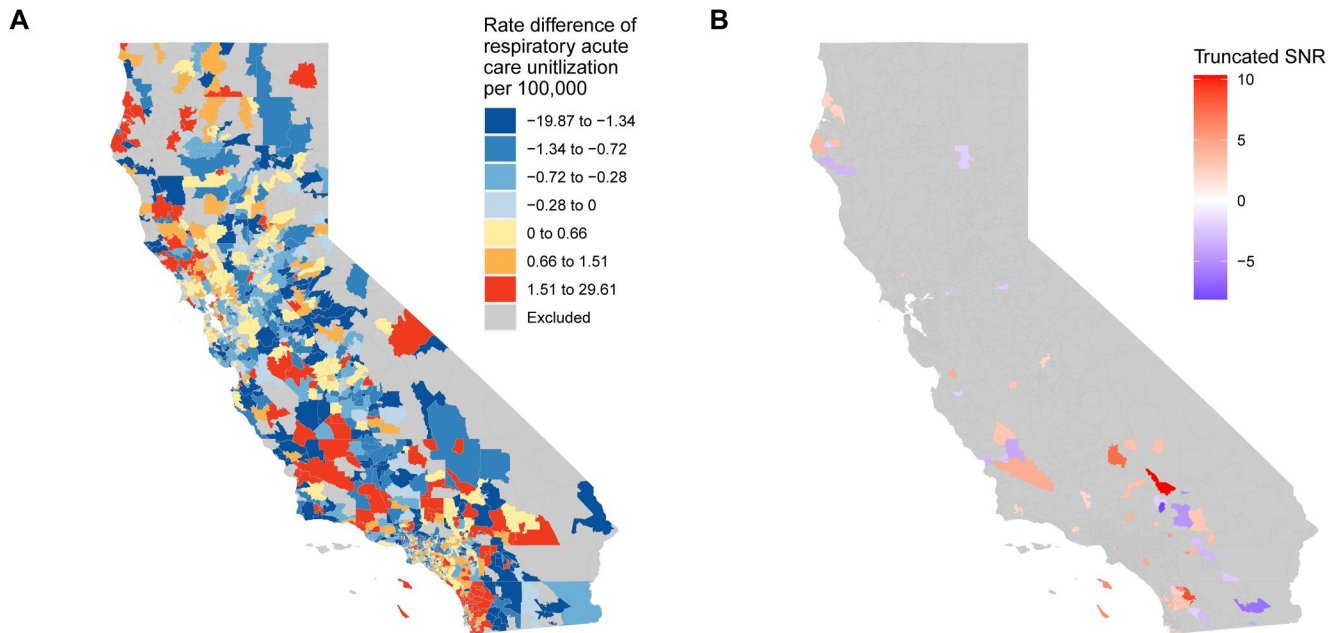 A
Rate difference of
respiratory acute
care unitlization
per 100,000
−19.87 to −1.34
−1.34 to −0.72
−0.72 to −0.28
−0.28 to 0
0 to 0.66
0.66 to 1.51
1.51 to 29.61
Excluded
B
Truncated SNR
10
5
0
−5